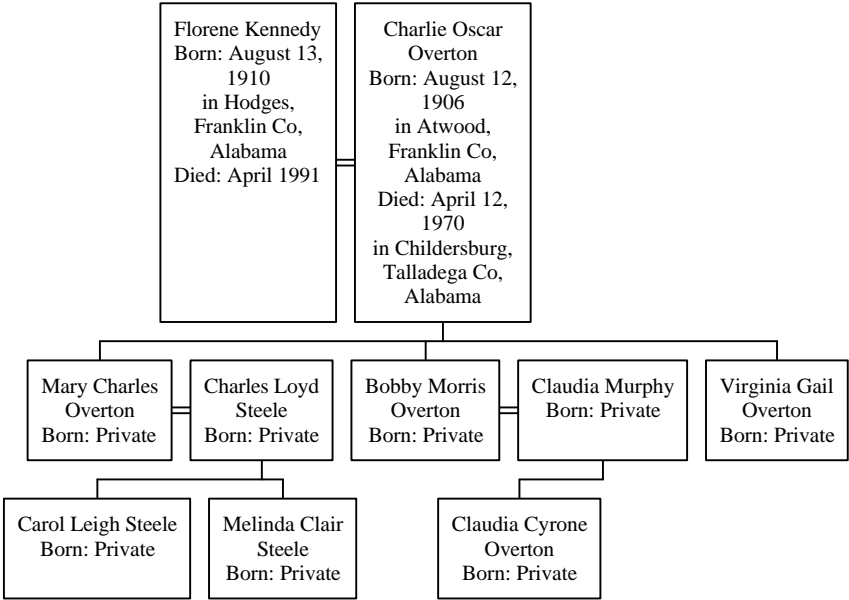 Florene Kennedy
Born: August 13,
1910
in Hodges,
Franklin Co,
Alabama
Died: April 1991
Charlie Oscar
Overton
Born: August 12,
1906
in Atwood,
Franklin Co,
Alabama
Died: April 12,
1970
in Childersburg,
Talladega Co,
Alabama
Mary Charles
Overton
Born: Private
Charles Loyd
Steele
Born: Private
Bobby Morris
Overton
Born: Private
Claudia Murphy
Born: Private
Virginia Gail
Overton
Born: Private
Carol Leigh Steele
Born: Private
Melinda Clair
Steele
Born: Private
Claudia Cyrone
Overton
Born: Private